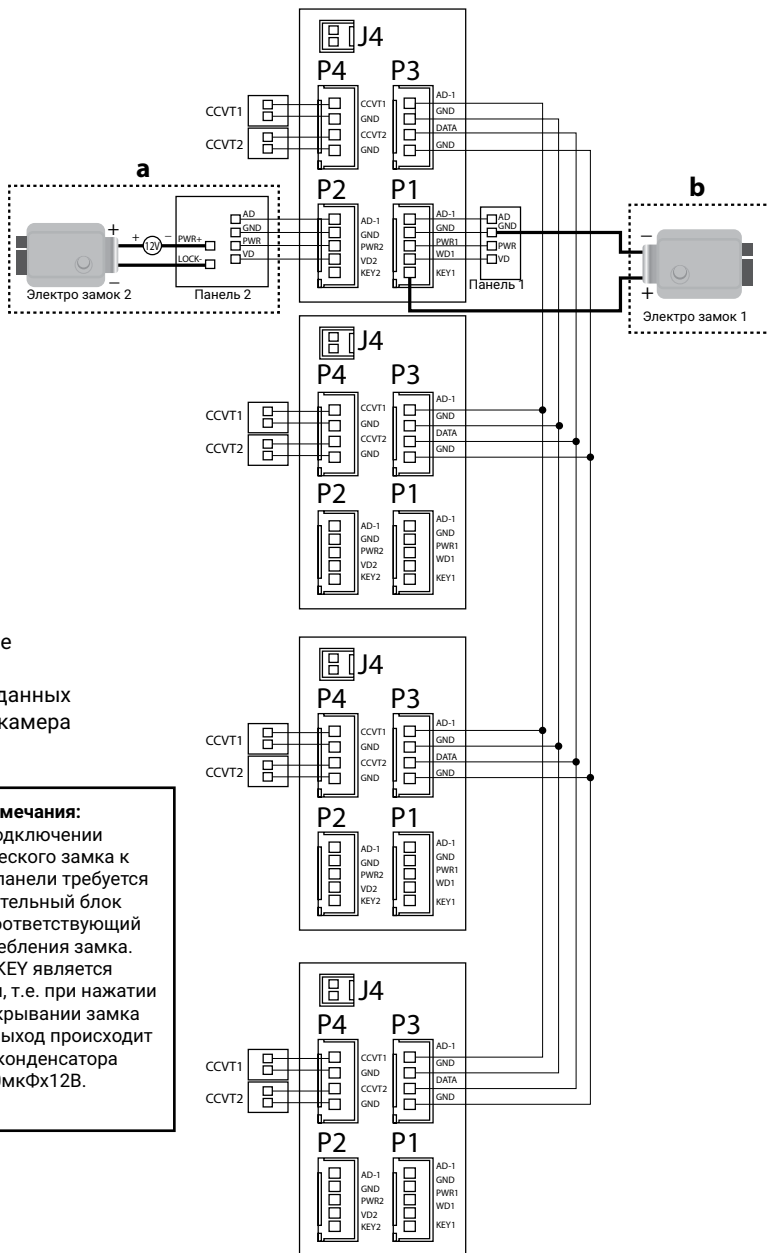 J4
P4 P3
CCVT1
CCVT2
CCVT1
GND
CCVT2
GND
AD-1
GND
DATA
GND
a
b
P2 P1
+
+
12V
–
–
PWR+
LOCK-
AD
GND
PWR
VD
AD-1
GND
PWR2
VD2
KEY2
AD-1
GND
PWR1
WD1
KEY1
AD
GND
PWR
VD
–
+
Электро замок 2
Панель 2
Панель 1
Электро замок 1
J4
P4 P3
CCVT1
CCVT2
CCVT1
GND
CCVT2
GND
AD-1
GND
DATA
GND
P2 P1
AD-1
GND
PWR2
VD2
KEY2
AD-1
GND
PWR1
WD1
KEY1
е
данных
камера
J4
P4 P3
CCVT1
CCVT2
CCVT1
GND
CCVT2
GND
AD-1
GND
DATA
GND
P2 P1
AD-1
GND
PWR2
VD2
KEY2
AD-1
GND
PWR1
WD1
KEY1
мечания:
одключении
еского замка к
панели требуется
тельный блок
оответствующий
ебления замка.
KEY является
, т.е. при нажатии
крывании замка
выход происходит
конденсатора
мкФх12В.
J4
P4 P3
CCVT1
CCVT2
CCVT1
GND
CCVT2
GND
AD-1
GND
DATA
GND
P2 P1
AD-1
GND
PWR2
VD2
KEY2
AD-1
GND
PWR1
WD1
KEY1